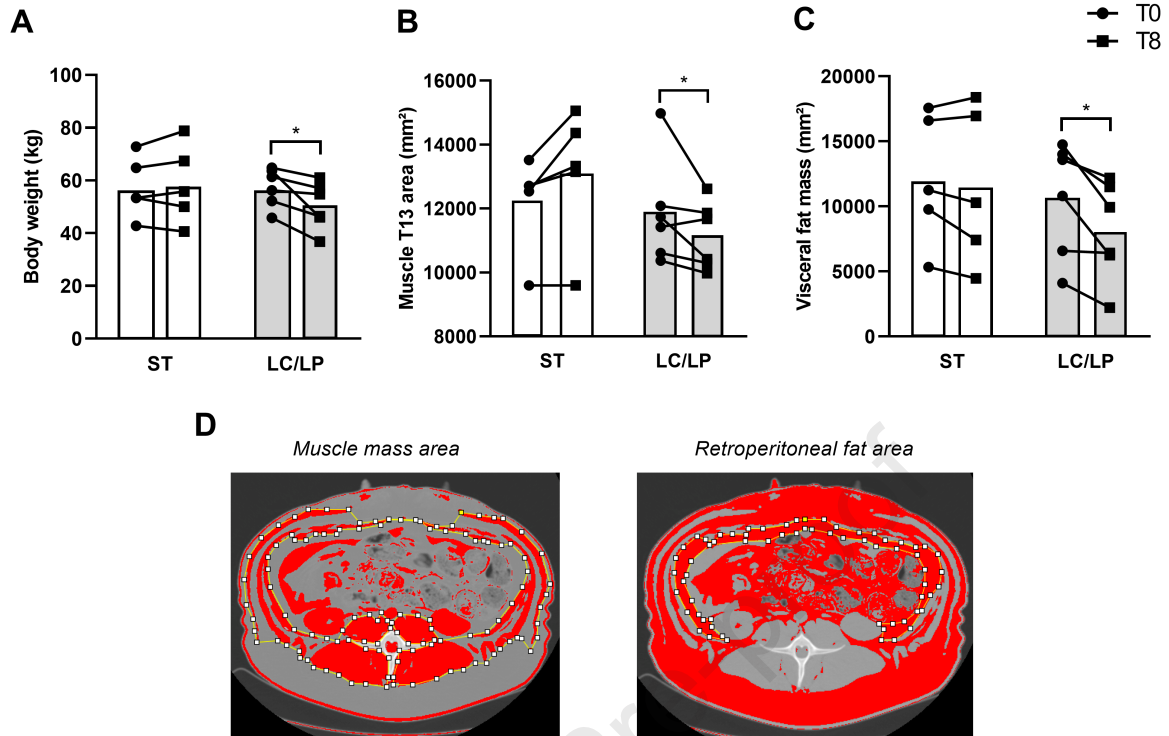 A
B
C
T0
T8
Body weight (kg)
100
80
60
40
20
0
*
ST
LC/LP
Muscle T13 area (mm²)
16000
14000
12000
10000
8000
*
ST
LC/LP
Visceral fat mass (mm²)
20000
15000
10000
5000
0
*
ST
LC/LP
D
Muscle mass area
Retroperitoneal fat area